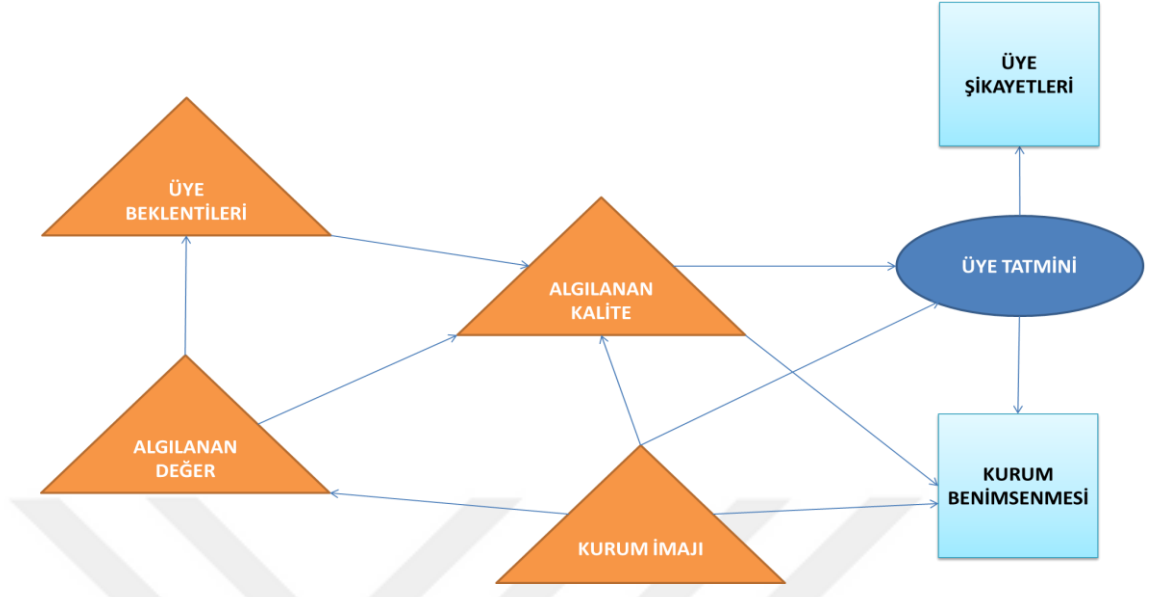 ÜYE
ŞİKAYETLERİ
ÜYE
BEKLENTİLERİ
ALGILANAN
KALİTE
ÜYE TATMİNİ
ALGILANAN
DEĞER
KURUM İMAJI
KURUM
BENİMSENMESİ